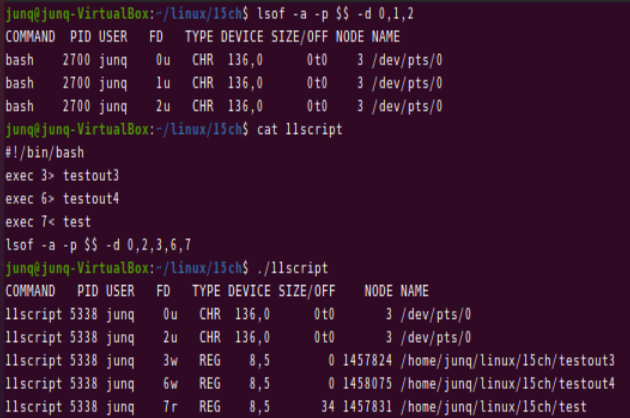 junq@junq-VirtualBox:~/linux/15ch$ lsof -a -p $$ -d 0,1,2
COMMAND  PID USER   FD   TYPE DEVICE SIZE/OFF NODE NAME
bash    2700 junq    0u   CHR  136,0      0t0    3 /dev/pts/0
bash    2700 junq    1u   CHR  136,0      0t0    3 /dev/pts/0
bash    2700 junq    2u   CHR  136,0      0t0    3 /dev/pts/0
junq@junq-VirtualBox:~/linux/15ch$ cat 11script
#!/bin/bash
exec 3> testout3
exec 6> testout4
exec 7< test
lsof -a -p $$ -d 0,2,3,6,7
junq@junq-VirtualBox:~/linux/15ch$ ./11script
COMMAND   PID USER   FD   TYPE DEVICE SIZE/OFF    NODE NAME
11script 5338 junq    0u   CHR  136,0      0t0       3 /dev/pts/0
11script 5338 junq    2u   CHR  136,0      0t0       3 /dev/pts/0
11script 5338 junq    3w   REG    8,5        0 1457824 /home/junq/linux/15ch/testout3
11script 5338 junq    6w   REG    8,5        0 1458075 /home/junq/linux/15ch/testout4
11script 5338 junq    7r   REG    8,5       34 1457831 /home/junq/linux/15ch/test